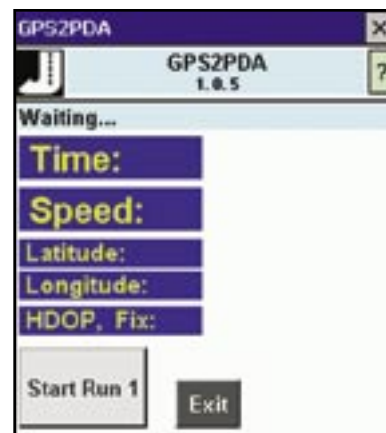 GPS2PDA
GPS2PDA
1.0.5
?
Waiting...
Time:
Speed:
Latitude:
Longitude:
HDOP, Fix:
Start Run 1
Exit